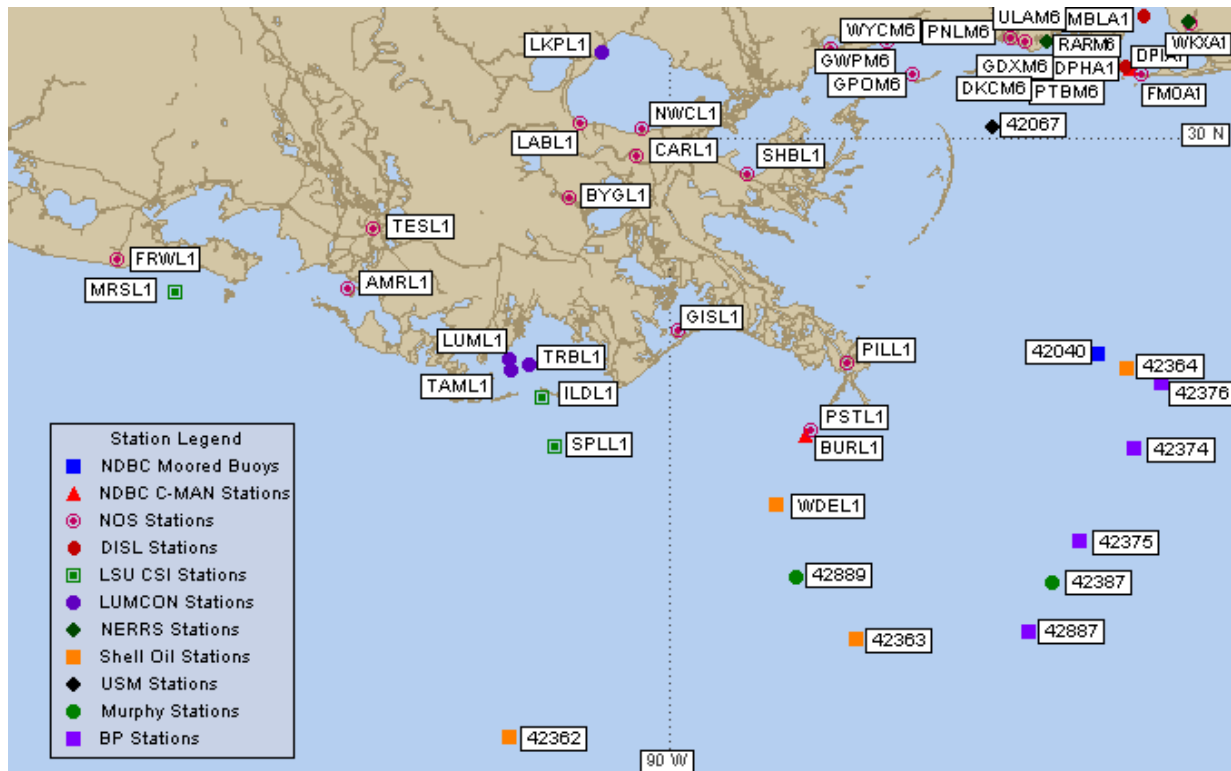 ULAM6
MBLA1
WYCM6
PNLM6
WKXA1
LKPL1
RARM6
DPIA1
GWPM6
GDXM6
DPHA1
GPOM6
DKCM6
PTBM6
FMOA1
NWCL1
42067
30 N
LABL1
CARL1
SHBL1
BYGL1
TESL1
FRWL1
MRSL1
AMRL1
GISL1
LUML1
TRBL1
PILL1
42040
42364
TAML1
ILDL1
42376
PSTL1
SPLL1
BURL1
42374
WDEL1
42375
42889
42387
42363
42887
42362
90 W
Station Legend
NDBC Moored Buoys
NDBC C-MAN Stations
NOS Stations
DISL Stations
LSU CSI Stations
LUMCON Stations
NERRS Stations
Shell Oil Stations
USM Stations
Murphy Stations
BP Stations